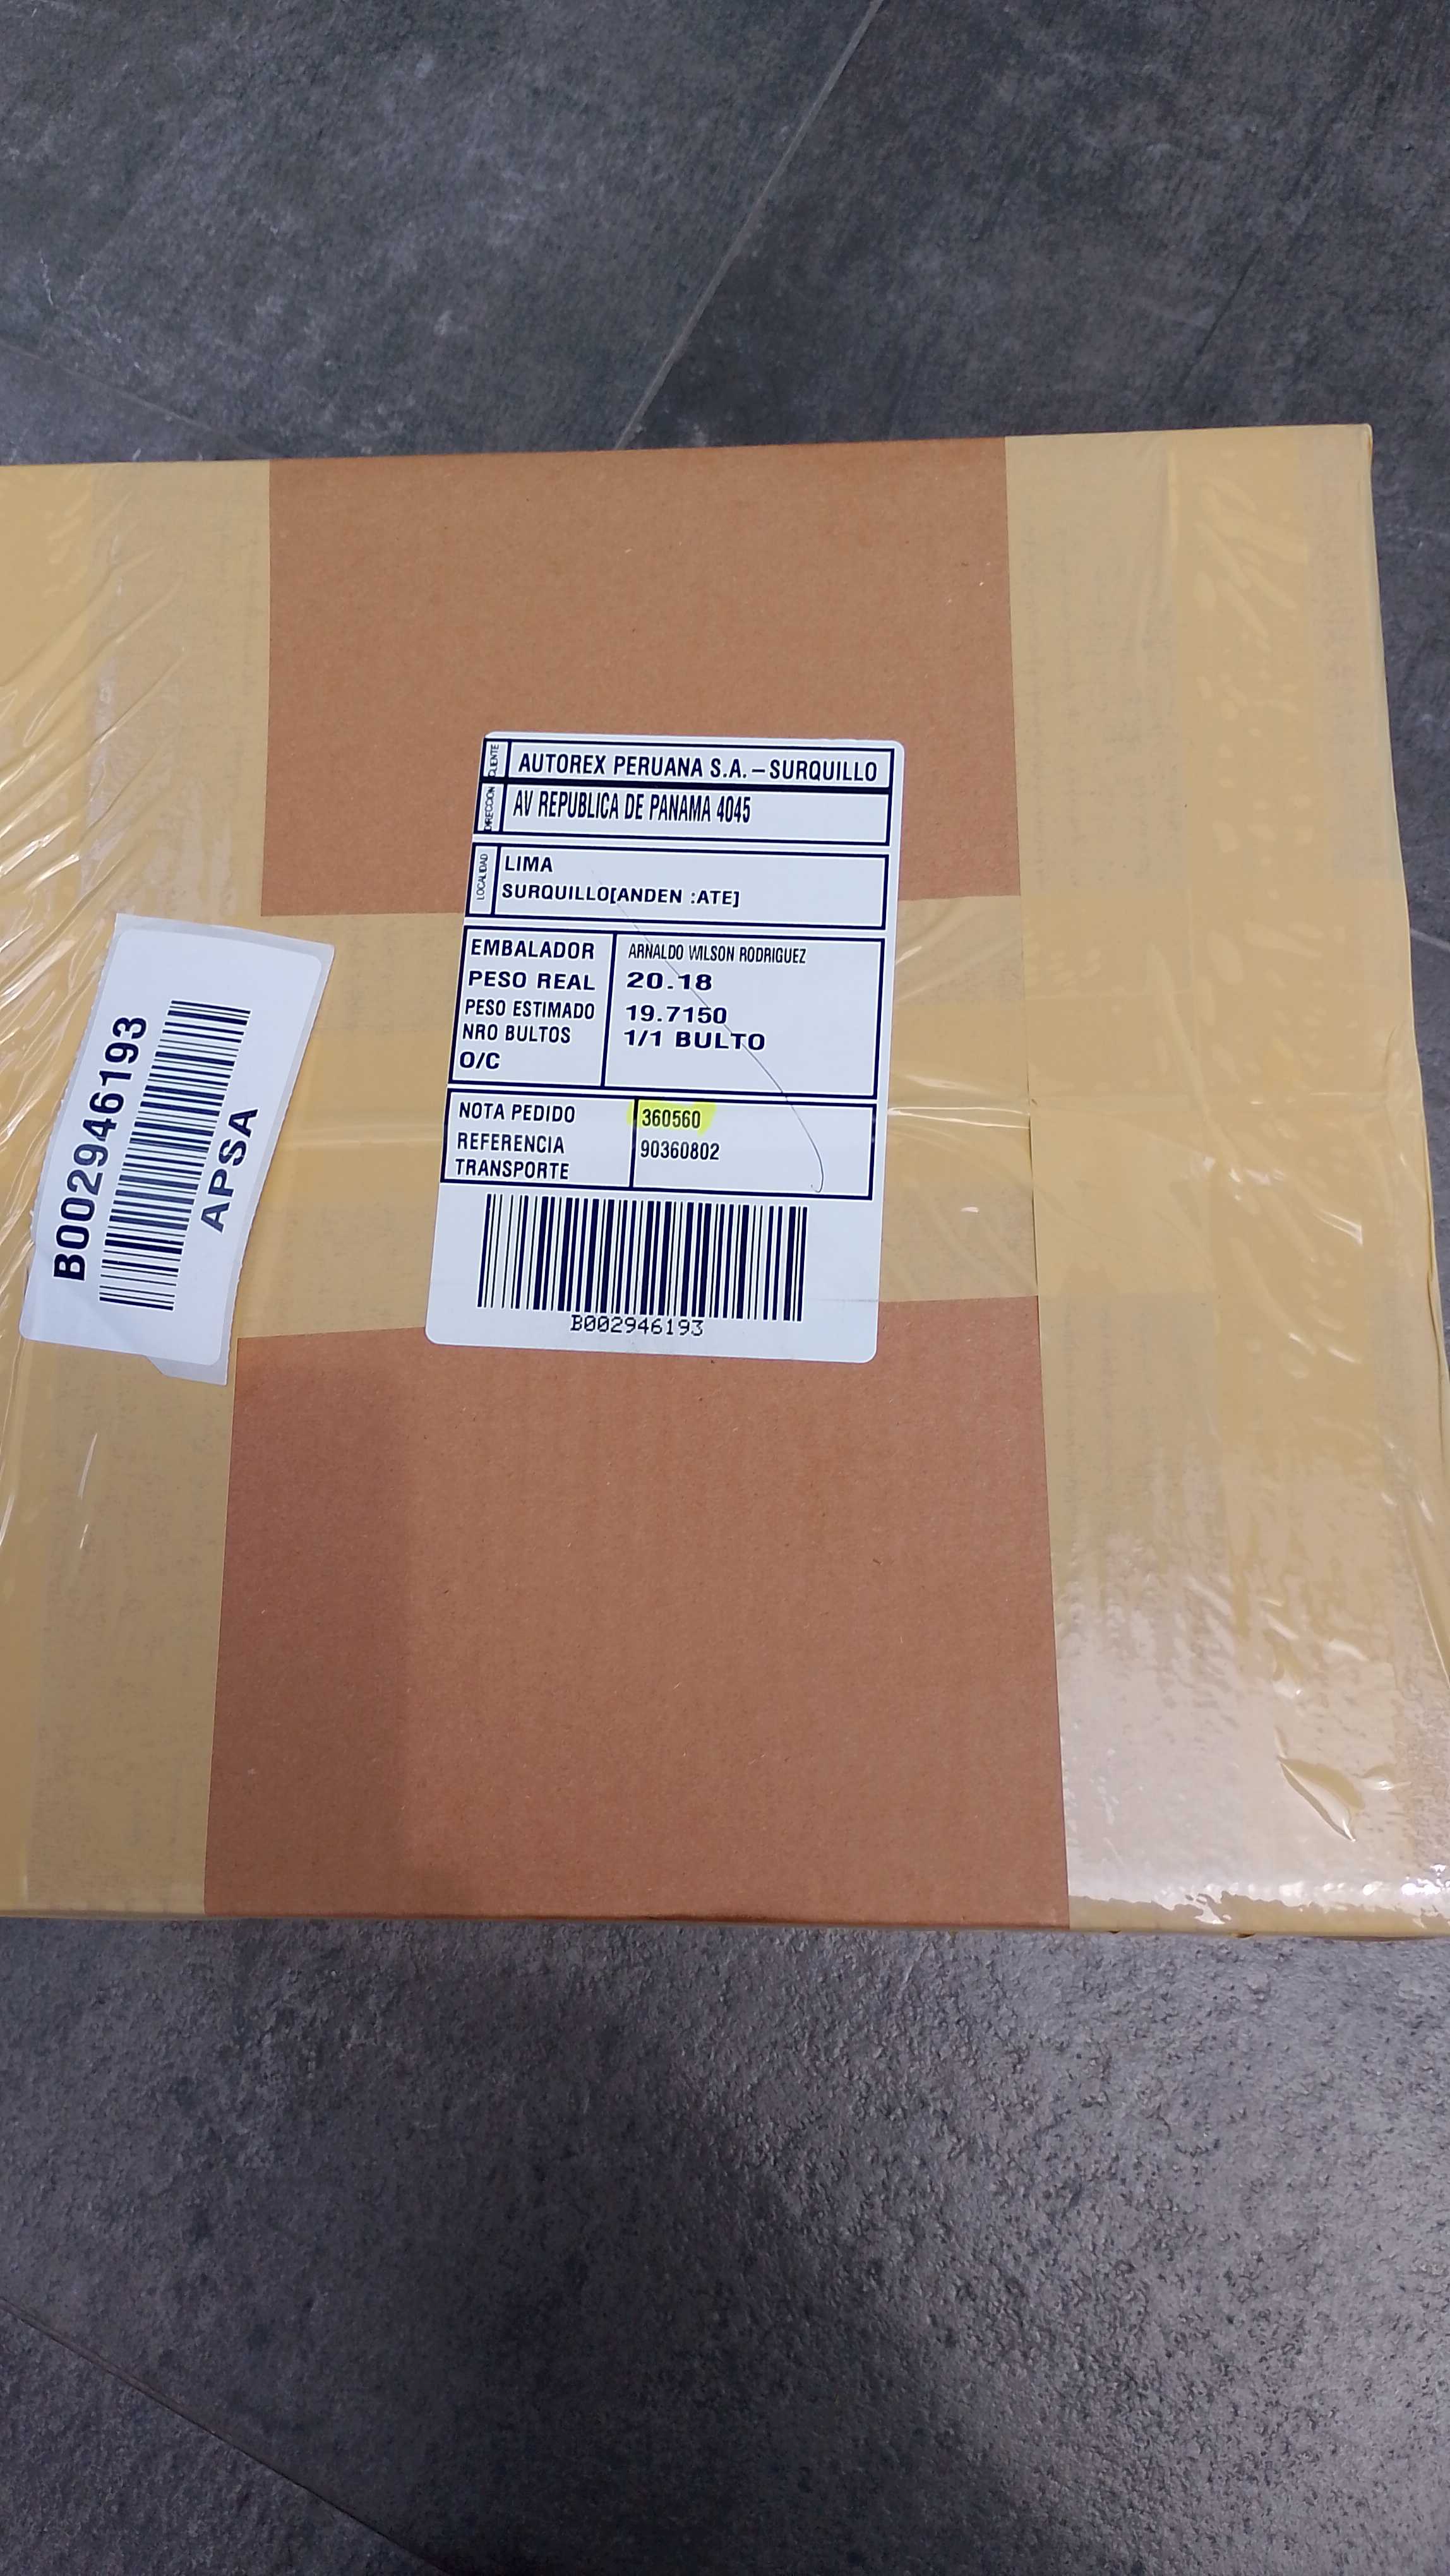 CLIENTE
AUTOREX PERUANA S.A. – SURQUILLO
DIRECCION
AV REPUBLICA DE PANAMA 4045
LOCALIDAD
LIMA
SURQUILLO[ANDEN :ATE]
EMBALADOR ARNALDO WILSON RODRIGUEZ
PESO REAL 20.18
PESO ESTIMADO 19.7150
NRO BULTOS 1/1 BULTO
O/C
NOTA PEDIDO 360560
REFERENCIA 90360802
TRANSPORTE
B002946193
B002946193
APSA